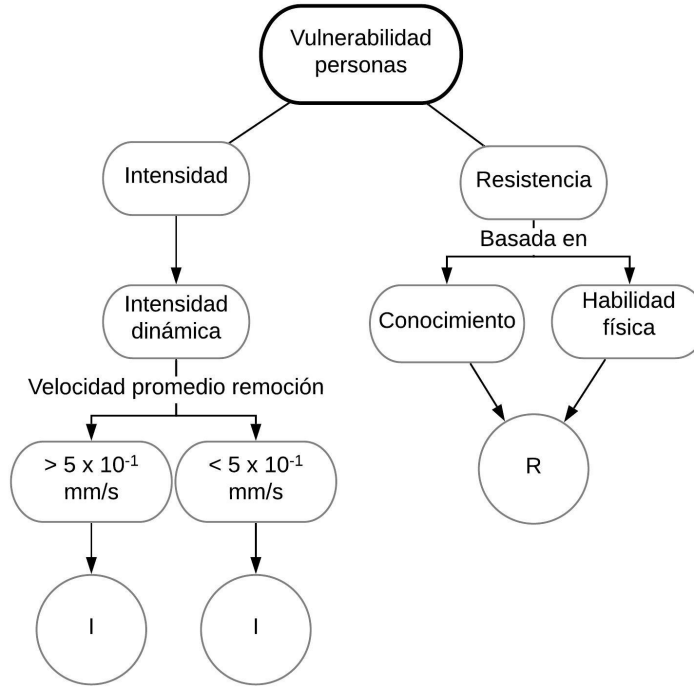 Vulnerabilidad
personas
Intensidad
Resistencia
Basada en
Intensidad
dinámica
Conocimiento
Habilidad
física
Velocidad promedio remoción
> 5 x 10⁻¹
mm/s
< 5 x 10⁻¹
mm/s
R
I
I